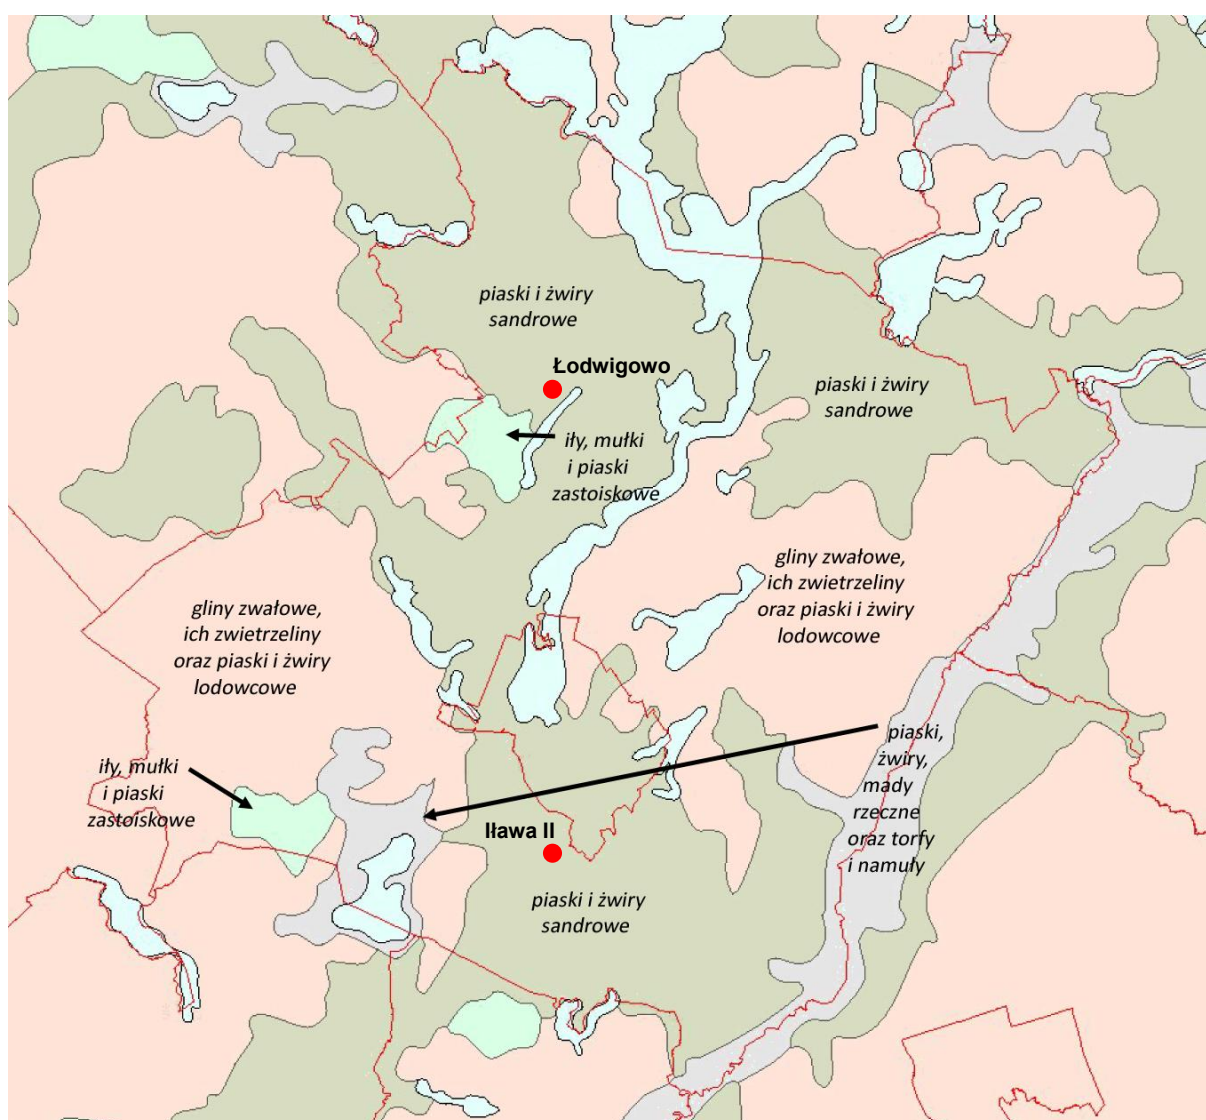 piaski i żwiry
sandrowe
Łodwigowo
piaski i żwiry
sandrowe
iły, mułki
i piaski
zastoiskowe
gliny zwałowe,
ich zwietrzeliny
oraz piaski i żwiry
lodowcowe
gliny zwałowe,
ich zwietrzeliny
oraz piaski i żwiry
lodowcowe
piaski,
żwiry,
mady
rzeczne
oraz torfy
i namuły
iły, mułki
i piaski
zastoiskowe
Iława II
piaski i żwiry
sandrowe